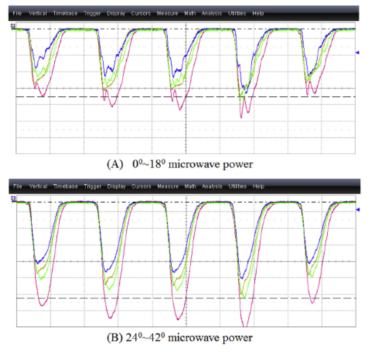 File Vertical Timebase Trigger Display Cursors Measure Math Analysis Utilities Help
(A) 0⁰~18⁰ microwave power
File Vertical Timebase Trigger Display Cursors Measure Math Analysis Utilities Help
(B) 24⁰~42⁰ microwave power